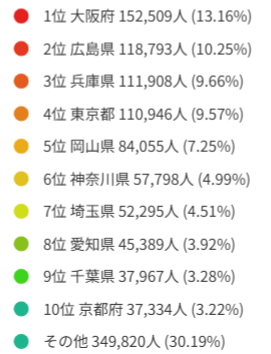 1位 大阪府 152,509人 (13.16%)
2位 広島県 118,793人 (10.25%)
3位 兵庫県 111,908人 (9.66%)
4位 東京都 110,946人 (9.57%)
5位 岡山県 84,055人 (7.25%)
6位 神奈川県 57,798人 (4.99%)
7位 埼玉県 52,295人 (4.51%)
8位 愛知県 45,389人 (3.92%)
9位 千葉県 37,967人 (3.28%)
10位 京都府 37,334人 (3.22%)
その他 349,820人 (30.19%)